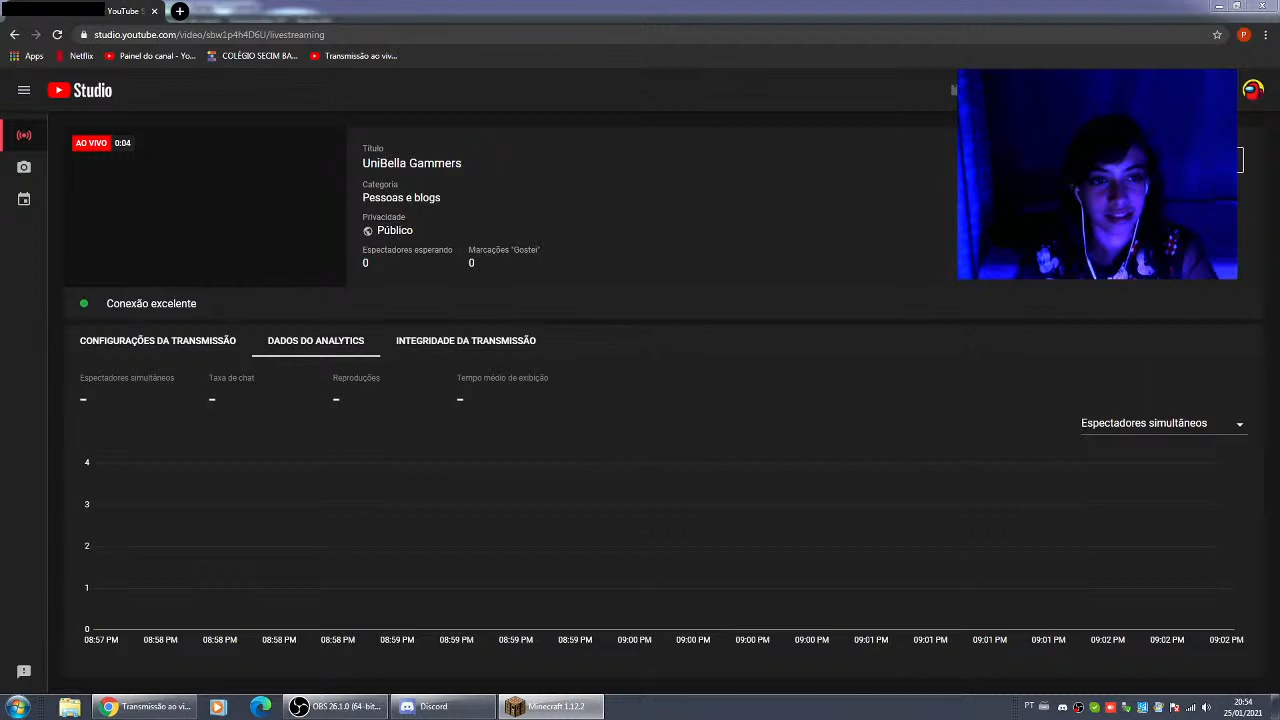 YouTube S
studio.youtube.com/video/sbw1p4h4D6U/livestreaming
P
Apps Netflix Painel do canal - Yo... COLÉGIO SECIM BA... Transmissão ao viv...
Studio
AO VIVO 0:04
Título
UniBella Gammers
Categoria
Pessoas e blogs
Privacidade
Público
Espectadores esperando Marcações "Gostei"
0 0
Conexão excelente
CONFIGURAÇÕES DA TRANSMISSÃO DADOS DO ANALYTICS INTEGRIDADE DA TRANSMISSÃO
Espectadores simultâneos Taxa de chat Reproduções Tempo médio de exibição
– – – –
Espectadores simultâneos
4
3
2
1
0
08:57 PM 08:58 PM 08:58 PM 08:58 PM 08:58 PM 08:59 PM 08:59 PM 08:59 PM 08:59 PM 09:00 PM 09:00 PM 09:00 PM 09:00 PM 09:01 PM 09:01 PM 09:01 PM 09:01 PM 09:02 PM 09:02 PM 09:02 PM
Transmissão ao vi... OBS 26.1.0 (64-bit... Discord Minecraft 1.12.2 PT 20:54
25/01/2021